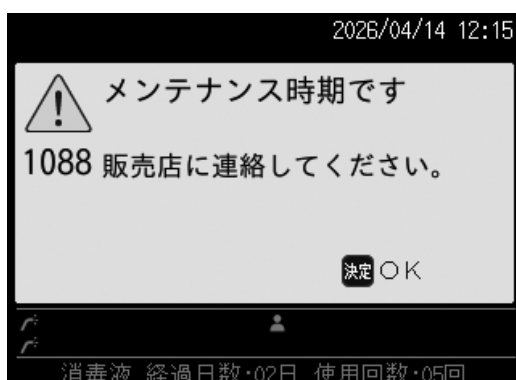 2026/04/14 12:15
メンテナンス時期です
1088 販売店に連絡してください。
決定 OK
消毒液 経過日数:02日 使用回数:05回